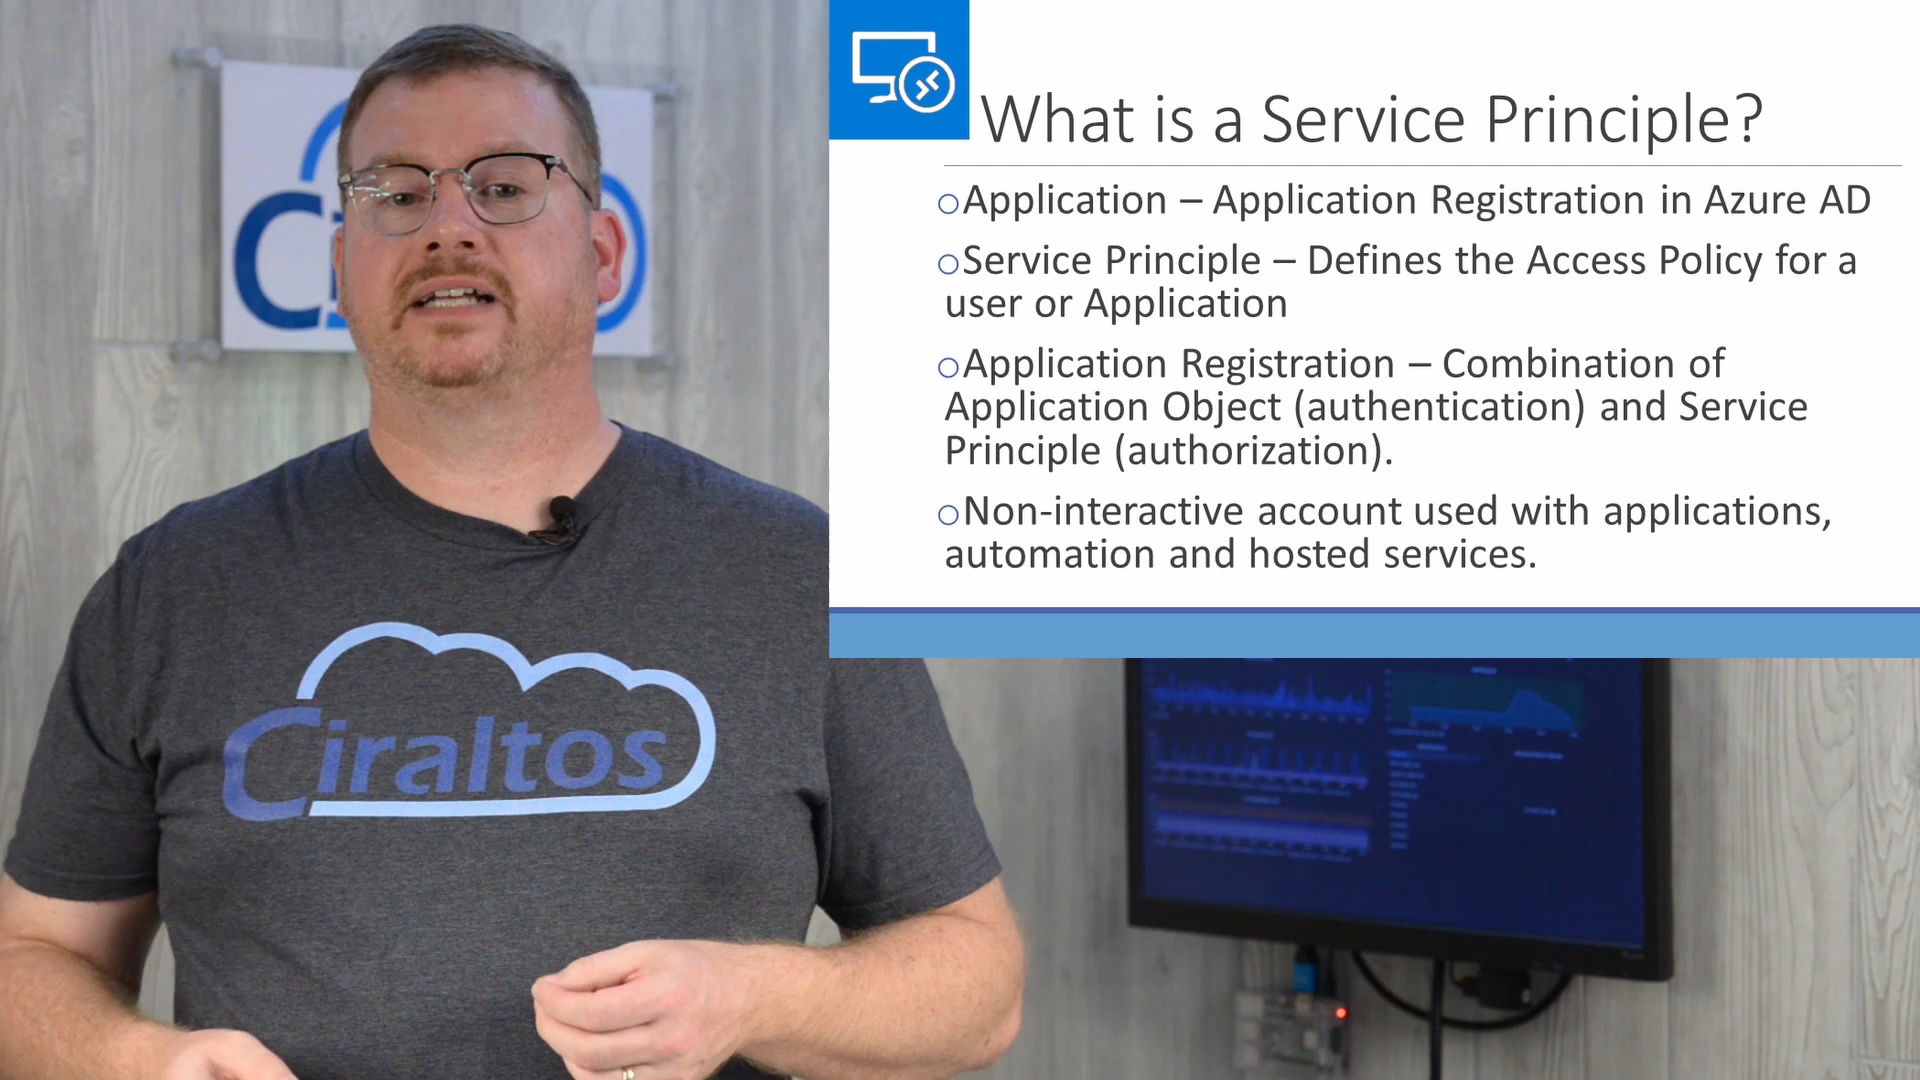 What is a Service Principle?
Application – Application Registration in Azure AD
Service Principle – Defines the Access Policy for a
user or Application
Application Registration – Combination of
Application Object (authentication) and Service
Principle (authorization).
Non-interactive account used with applications,
automation and hosted services.
Ciraltos